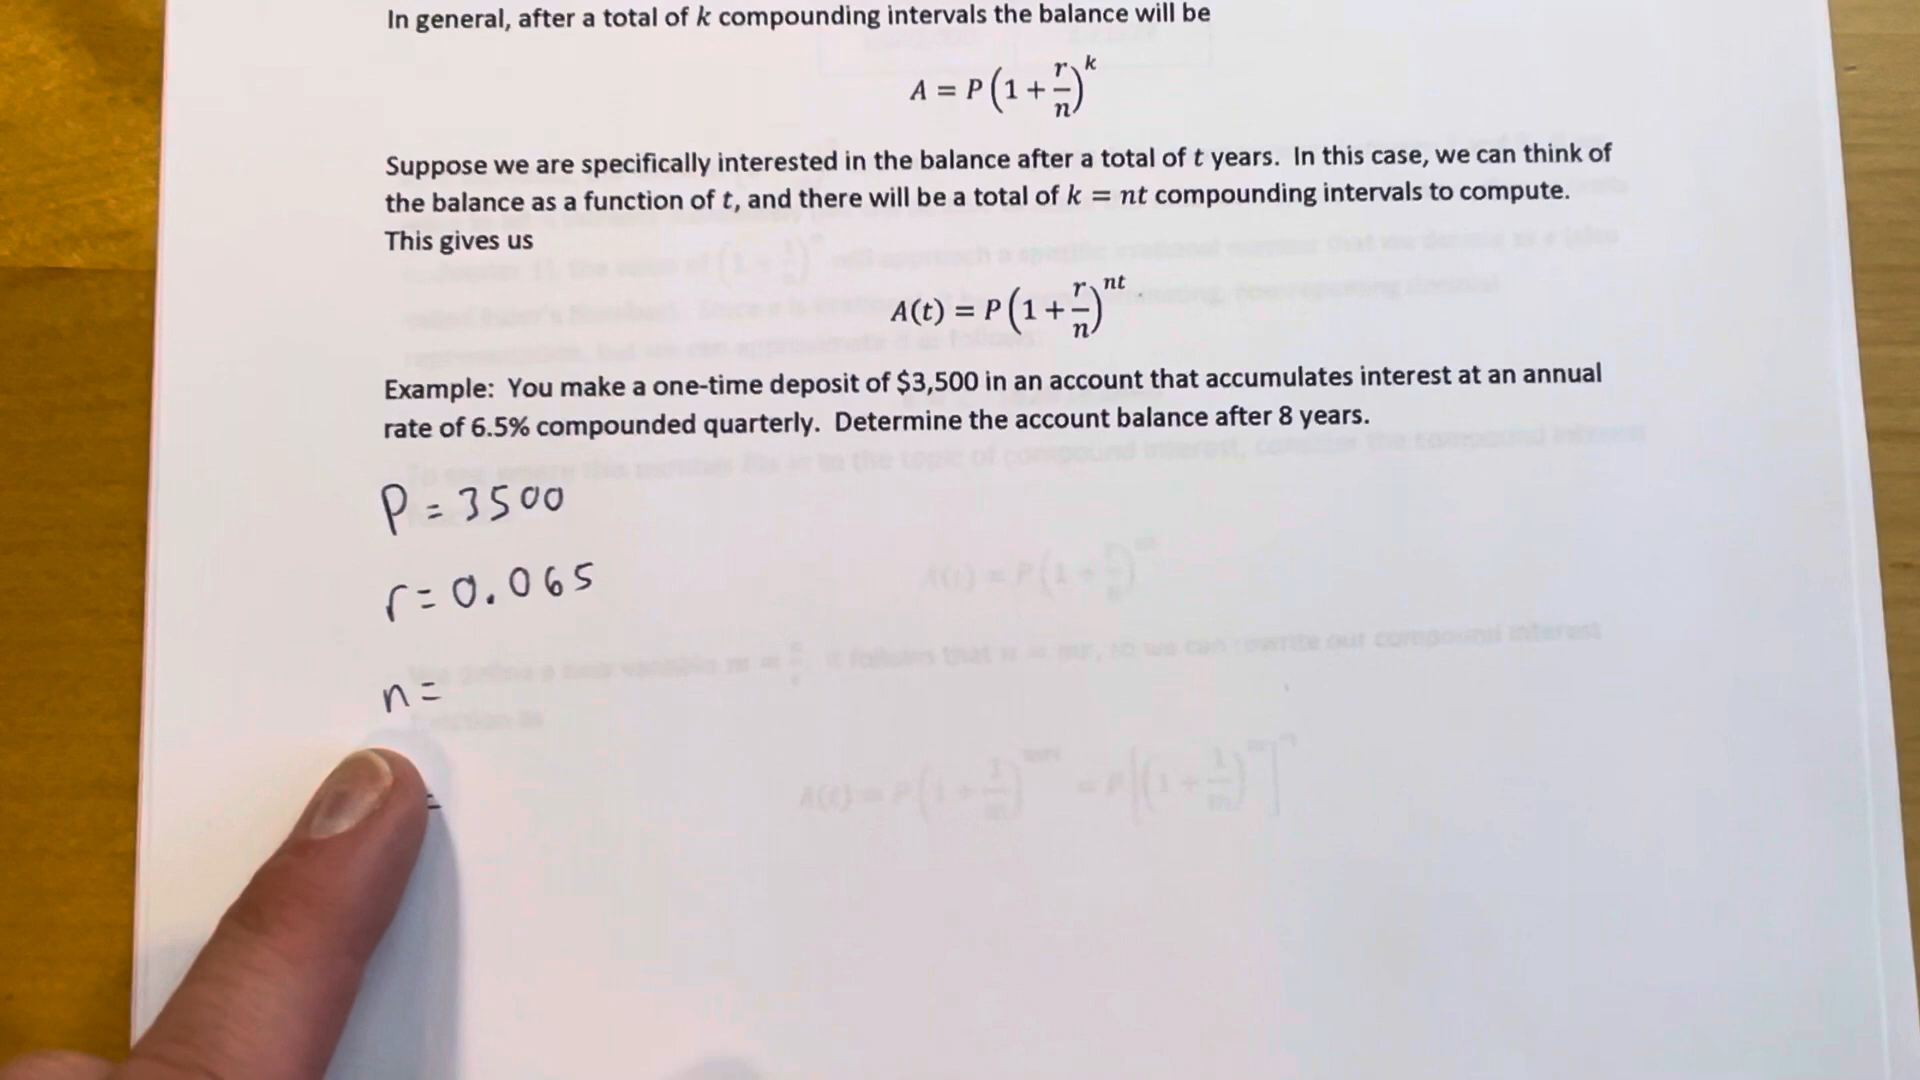 In general, after a total of k compounding intervals the balance will be
A = P(1 + r/n)^k
Suppose we are specifically interested in the balance after a total of t years. In this case, we can think of
the balance as a function of t, and there will be a total of k = nt compounding intervals to compute.
This gives us
A(t) = P(1 + r/n)^nt
Example: You make a one-time deposit of $3,500 in an account that accumulates interest at an annual
rate of 6.5% compounded quarterly. Determine the account balance after 8 years.
P = 3500
r = 0.065
n =
=